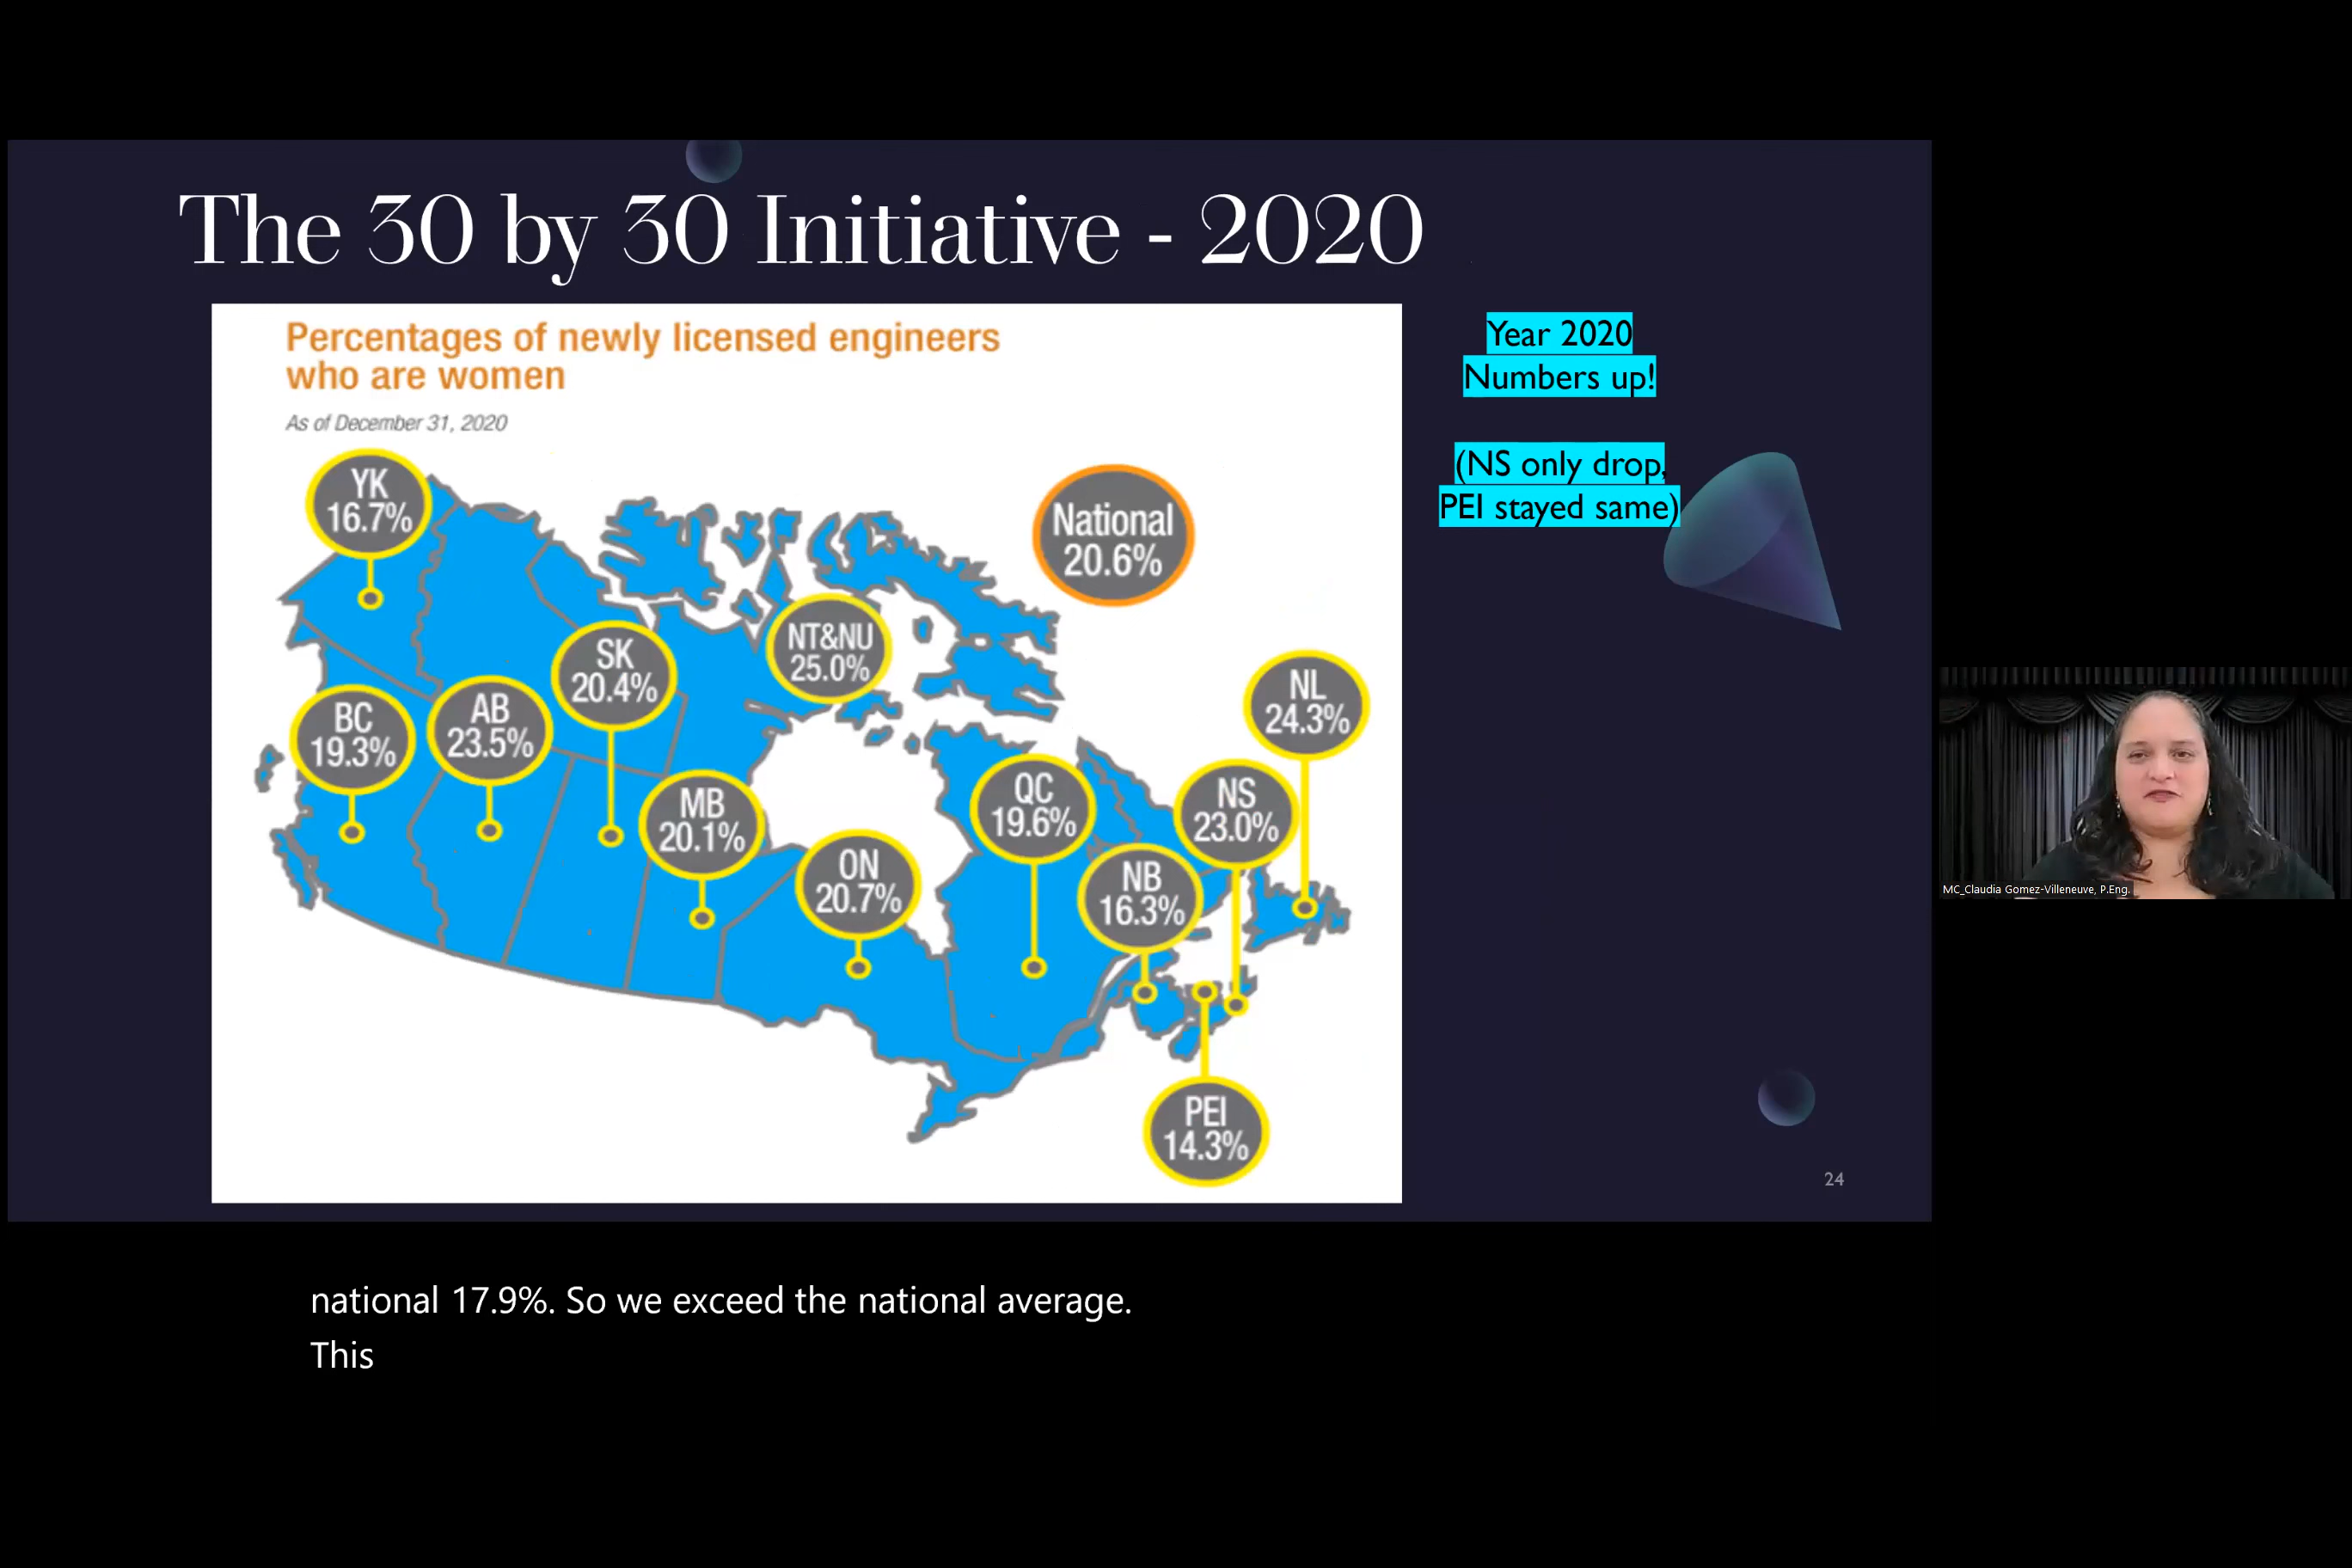 The 30 by 30 Initiative - 2020
Percentages of newly licensed engineers
who are women
As of December 31, 2020
Year 2020
Numbers up!
(NS only drop,
PEI stayed same)
YK
16.7%
National
20.6%
SK
20.4%
NT&NU
25.0%
NL
24.3%
BC
19.3%
AB
23.5%
MB
20.1%
QC
19.6%
NS
23.0%
ON
20.7%
NB
16.3%
PEI
14.3%
24
MC_Claudia Gomez-Villeneuve, P.Eng.
national 17.9%. So we exceed the national average.
This